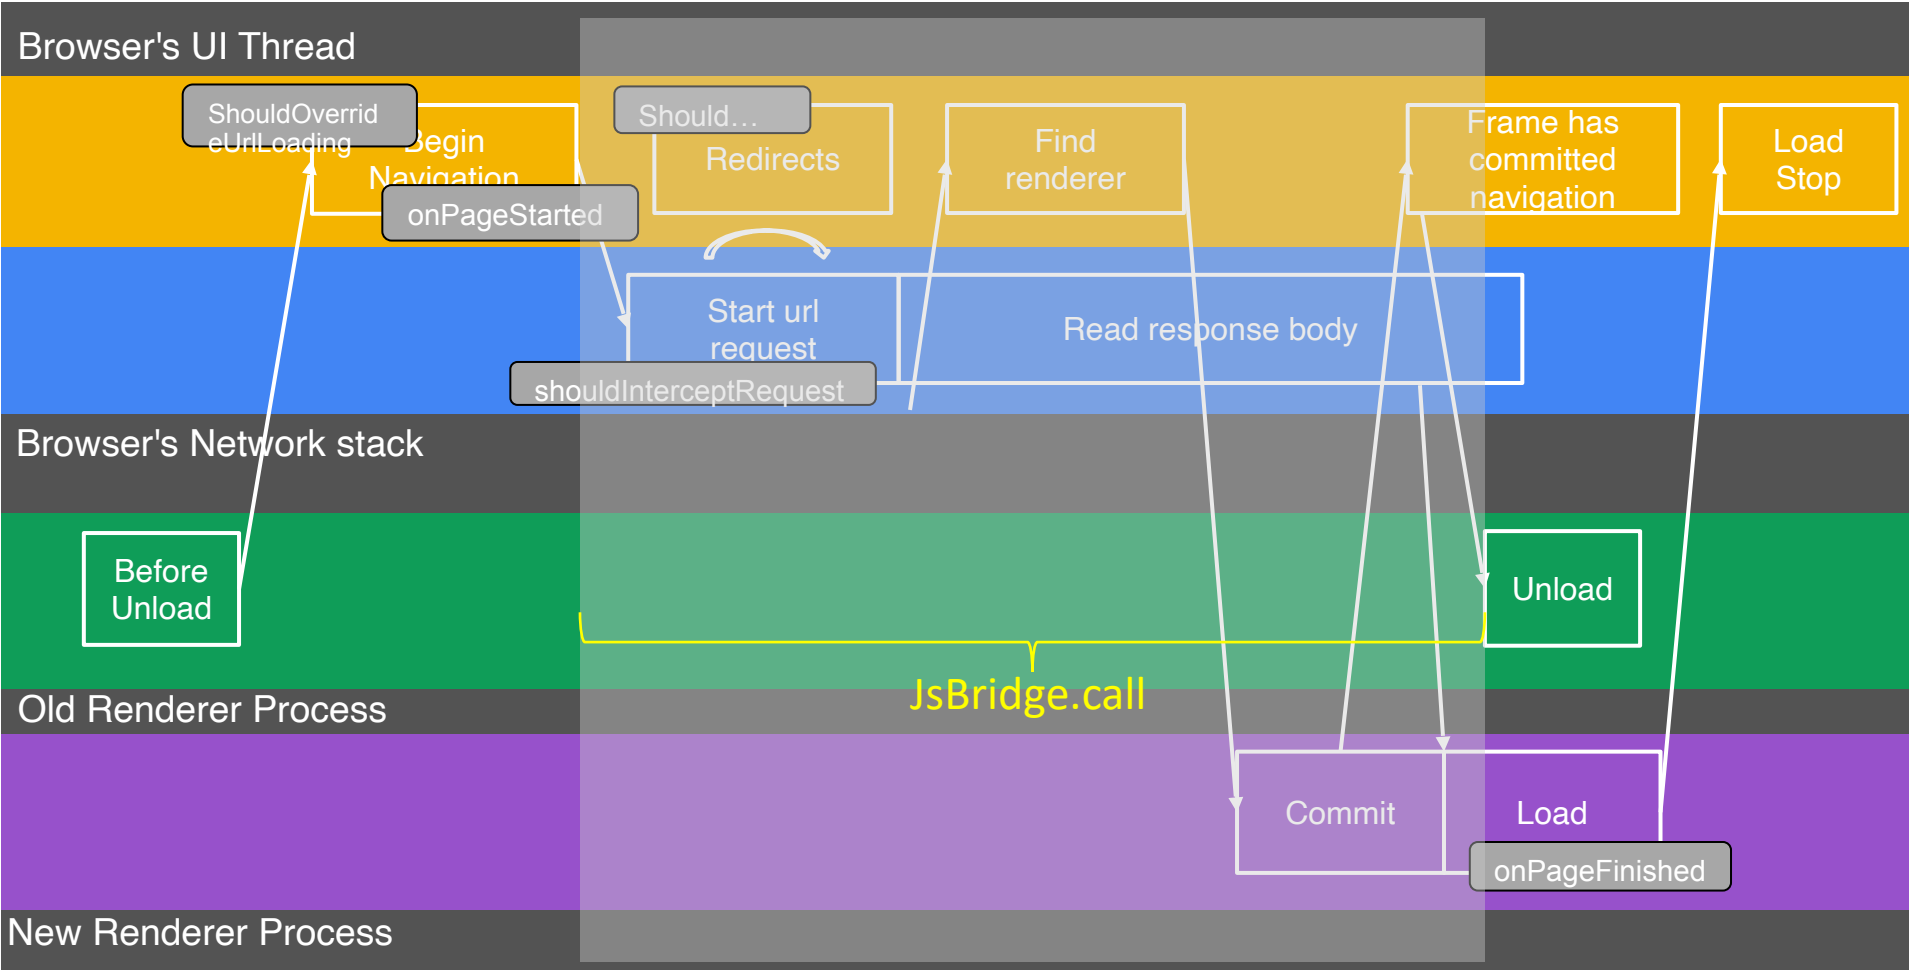 Browser's UI Thread
ShouldOverrid
eUrlLoading
Begin
Navigation
onPageStarted
Should...
Redirects
Find
renderer
Frame has
committed
navigation
Load
Stop
Start url
request
shouldInterceptRequest
Read response body
Browser's Network stack
Before
Unload
Unload
JsBridge.call
Old Renderer Process
Commit
Load
onPageFinished
New Renderer Process